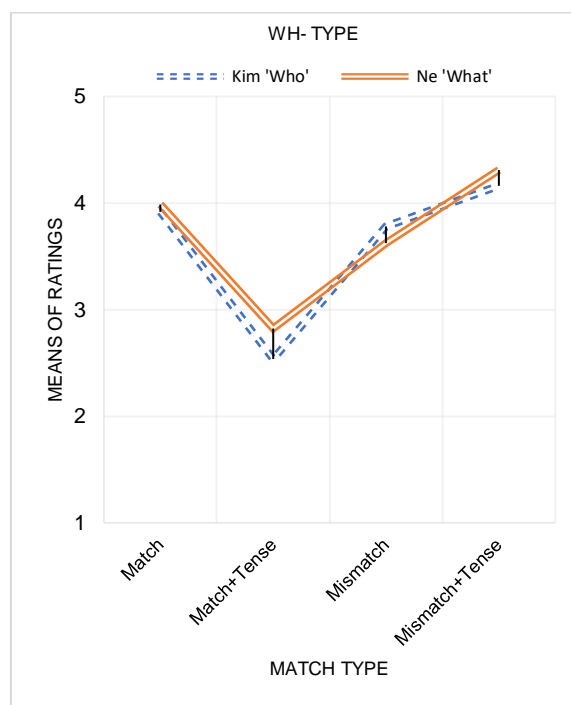 WH- TYPE
Kim 'Who' Ne 'What'
5
4
3
2
1
MEANS OF RATINGS
Match
Match+Tense
Mismatch
Mismatch+Tense
MATCH TYPE